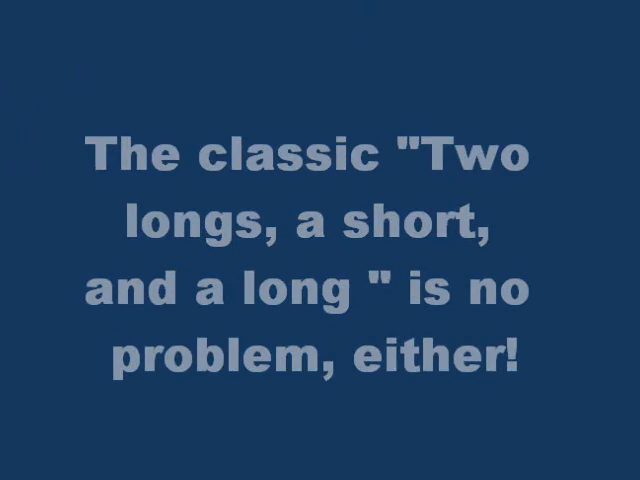 The classic "Two
longs, a short,
and a long " is no
problem, either!